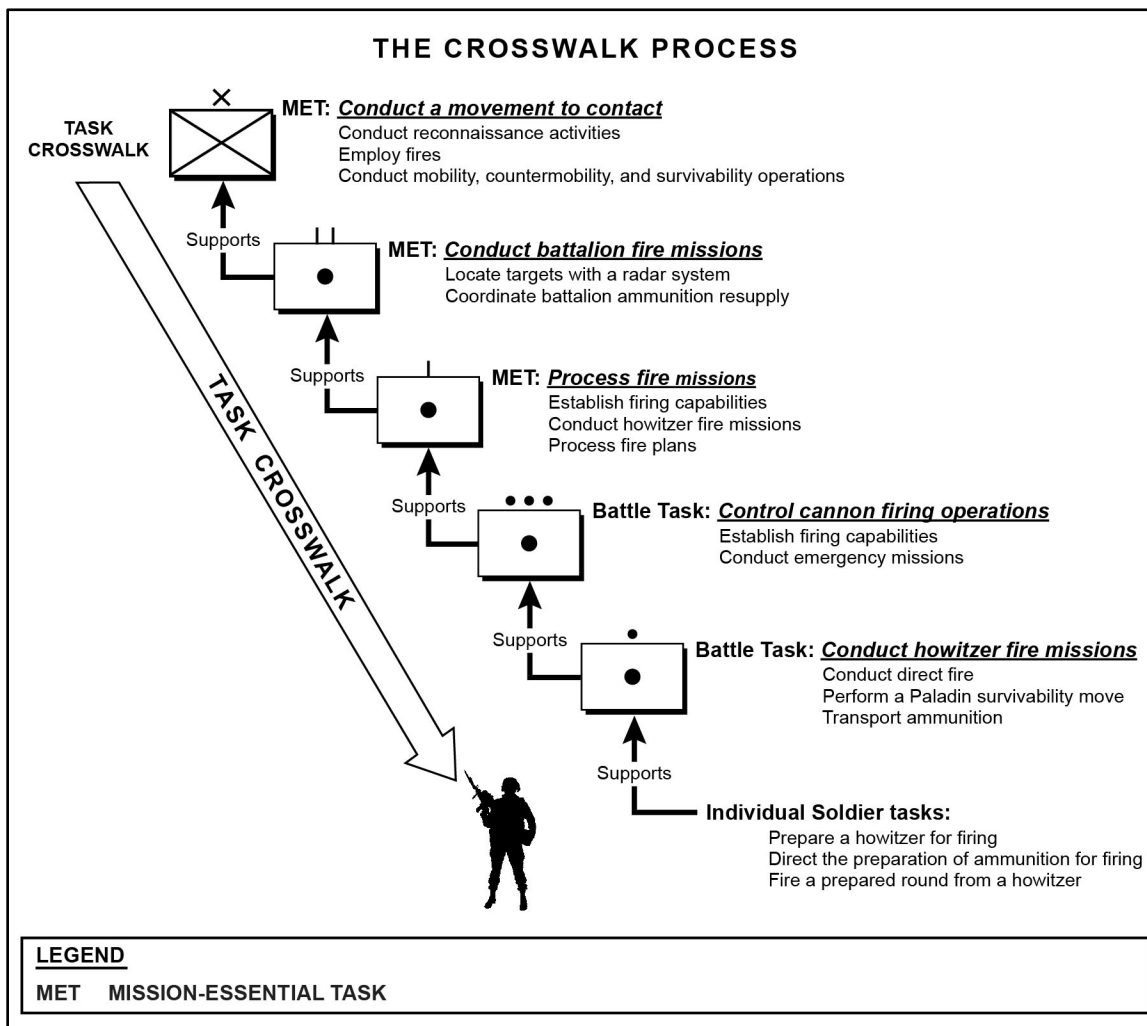 THE CROSSWALK PROCESS
TASK
CROSSWALK
MET: Conduct a movement to contact
Conduct reconnaissance activities
Employ fires
Conduct mobility, countermobility, and survivability operations
Supports
MET: Conduct battalion fire missions
Locate targets with a radar system
Coordinate battalion ammunition resupply
Supports
MET: Process fire missions
Establish firing capabilities
Conduct howitzer fire missions
Process fire plans
TASK CROSSWALK
Supports
Battle Task: Control cannon firing operations
Establish firing capabilities
Conduct emergency missions
Supports
Battle Task: Conduct howitzer fire missions
Conduct direct fire
Perform a Paladin survivability move
Transport ammunition
Supports
Individual Soldier tasks:
Prepare a howitzer for firing
Direct the preparation of ammunition for firing
Fire a prepared round from a howitzer
LEGEND
MET MISSION-ESSENTIAL TASK